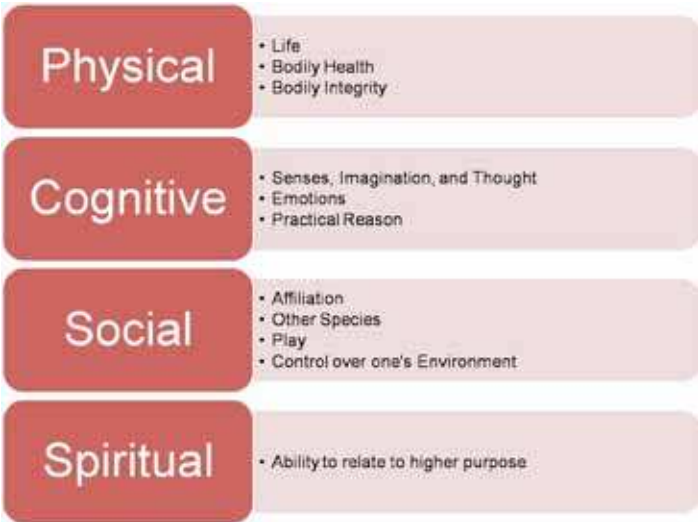 Physical
• Life
• Bodily Health
• Bodily Integrity
Cognitive
• Senses, Imagination, and Thought
• Emotions
• Practical Reason
Social
• Affiliation
• Other Species
• Play
• Control over one's Environment
Spiritual
• Ability to relate to higher purpose